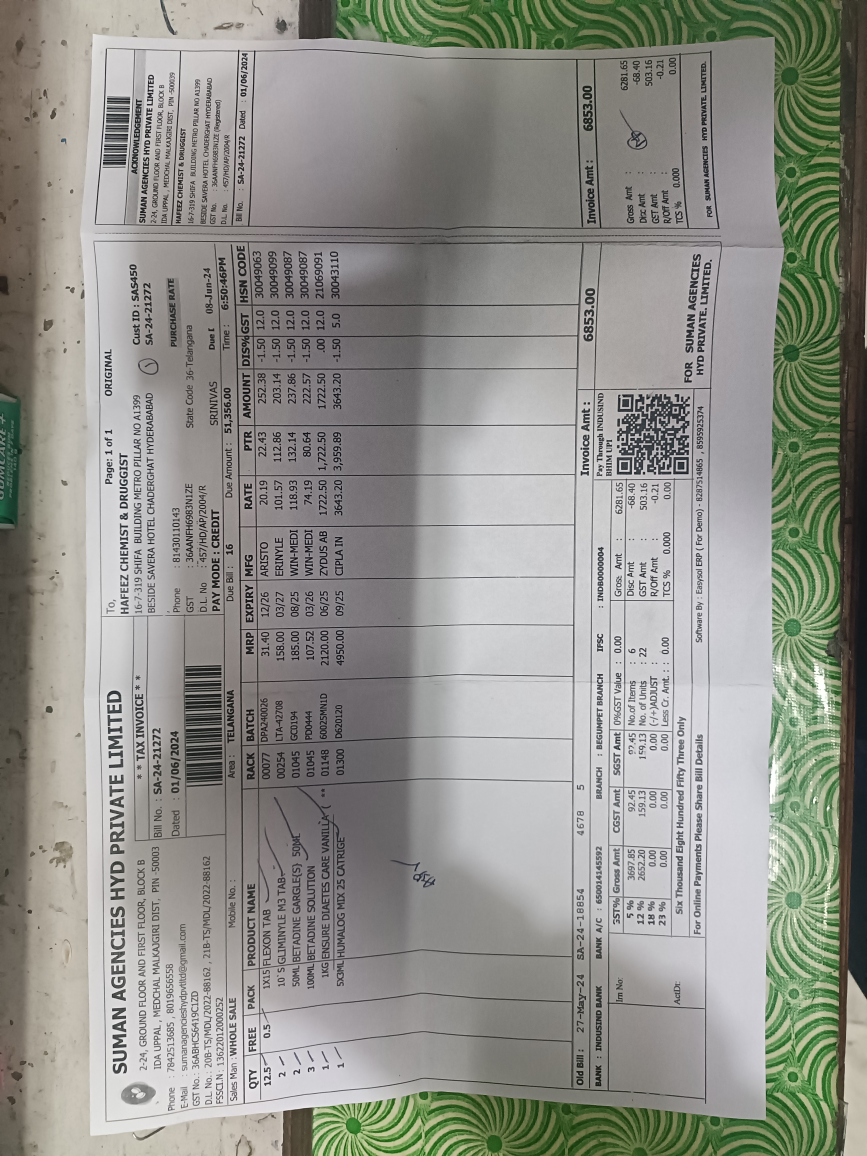 SUMAN AGENCIES HYD PRIVATE LIMITED
2-24, GROUND FLOOR AND FIRST FLOOR, BLOCK B
IDA UPPAL, MEDCHAL MALKAJGIRI DIST, PIN -50003
Phone : 7842513685, 8019656558
E-Mail sumanagencieshydpvtltd@gmail.com
GST No.: 36ABHCS6419C1ZD
D.L No.: 20B-TS/MDL/2022-88162 , 21B-TS/MDL/2022-88162
FSSCI.N : 13622012000252
* * TAX INVOICE * *
Bill No. : SA-24-21272
Dated : 01/06/2024
Page: 1 of 1 ORIGINAL
To,
HAFEEZ CHEMIST & DRUGGIST
16-7-319 SHIFA BUILDING METRO PILLAR NO A1399
BESIDE SAVERA HOTEL CHADERGHAT HYDERABABAD
Cust ID : SAS450
SA-24-21272
,
Phone : 81430110143
PURCHASE RATE
GST : 36AANFH6983N1ZE State Code 36-Telangana
D.L. No : 457/HD/AP/2004/R
PAY MODE : CREDIT SRINIVAS Due I 08-Jun-24
Sales Man : WHOLE SALE Mobile No. : Area : TELANGANA Due Bill : 16 Due Amount : 51,356.00 Time : 6:50:46PM
QTY FREE PACK PRODUCT NAME RACK BATCH MRP EXPIRY MFG RATE PTR AMOUNT DIS% GST HSN CODE
12.5 0.5 1X15 FLEXON TAB 00077 DPA240026 31.40 12/26 ARISTO 20.19 22.43 252.38 -1.50 12.0 30049063
2 10`S GLIMINYLE M3 TAB 00254 LTA-42708 158.00 03/27 ERINYLE 101.57 112.86 203.14 -1.50 12.0 30049099
2 50ML BETADINE GARGLE(S) 50ML 01045 GC0194 185.00 08/25 WIN-MEDI 118.93 132.14 237.86 -1.50 12.0 30049087
3 100ML BETADINE SOLUTION 01045 PD0444 107.52 03/26 WIN-MEDI 74.19 80.64 222.57 -1.50 12.0 30049087
1 1KG ENSURE DIAETES CARE VANILLA ( ** 01148 60025MN1D 2120.00 06/25 ZYDUS AB 1722.50 1,722.50 1722.50 .00 12.0 21069091
1 5X3ML HUMALOG MIX 25 CATRIGE 01300 D620120 4950.00 09/25 CIPLA IN 3643.20 3,959.89 3643.20 -1.50 5.0 30043110
Old Bill : 27-May-24 SA-24-18854 4678 5
Invoice Amt : 6853.00
BANK : INDUSIND BANK BANK A/C : 650014145592 BRANCH : BEGUMPET BRANCH IFSC : INDB0000004
Pay Through INDUSIND
BHIM UPI
Irn No:
GST% Gross Amt CGST Amt SGST Amt
5 % 3697.85 92.45 92.45
12 % 2652.20 159.13 159.13
18 % 0.00 0.00 0.00
23 % 0.00 0.00 0.00
0%GST Value : 0.00
No.of Items : 6
No. of Units : 22
(-/+)ADJUST :
Less Cr. Amt. : 0.00
Gross Amt : 6281.65
Disc Amt : -68.40
GST Amt : 503.16
R/Off Amt : -0.21
TCS % 0.000 0.00
ActDt:
Six Thousand Eight Hundred Fifty Three Only
FOR SUMAN AGENCIES
HYD PRIVATE. LIMITED.
For Online Payments Please Share Bill Details
Software By : Easysol ERP ( For Demo) - 8287514865 , 8595925374
ACKNOWLEDGEMENT
SUMAN AGENCIES HYD PRIVATE LIMITED
2-24, GROUND FLOOR AND FIRST FLOOR, BLOCK B
IDA UPPAL , MEDCHAL MALKAJGIRI DIST, PIN -500039
HAFEEZ CHEMIST & DRUGGIST
16-7-319 SHIFA BUILDING METRO PILLAR NO A1399
BESIDE SAVERA HOTEL CHADERGHAT HYDERABABAD
GST No. : 36AANFH6983N1ZE (Registered)
D.L. No. : 457/HD/AP/2004/R
Bill No. : SA-24-21272 Dated : 01/06/2024
Invoice Amt : 6853.00
Gross Amt : 6281.65
Disc Amt : -68.40
GST Amt : 503.16
R/Off Amt : -0.21
TCS % 0.000 0.00
FOR SUMAN AGENCIES HYD PRIVATE. LIMITED.